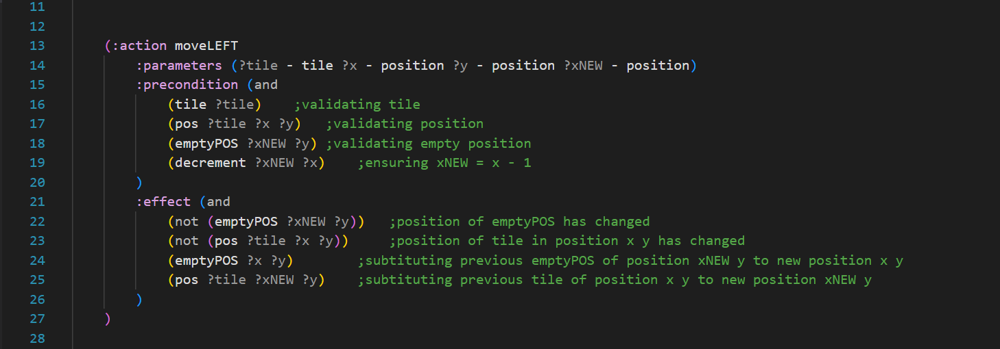 11
12
13 (:action moveLEFT
14 :parameters (?tile - tile ?x - position ?y - position ?xNEW - position)
15 :precondition (and
16 (tile ?tile) ;validating tile
17 (pos ?tile ?x ?y) ;validating position
18 (emptyPOS ?xNEW ?y) ;validating empty position
19 (decrement ?xNEW ?x) ;ensuring xNEW = x - 1
20 )
21 :effect (and
22 (not (emptyPOS ?xNEW ?y)) ;position of emptyPOS has changed
23 (not (pos ?tile ?x ?y)) ;position of tile in position x y has changed
24 (emptyPOS ?x ?y) ;subtituting previous emptyPOS of position xNEW y to new position x y
25 (pos ?tile ?xNEW ?y) ;subtituting previous tile of position x y to new position xNEW y
26 )
27 )
28